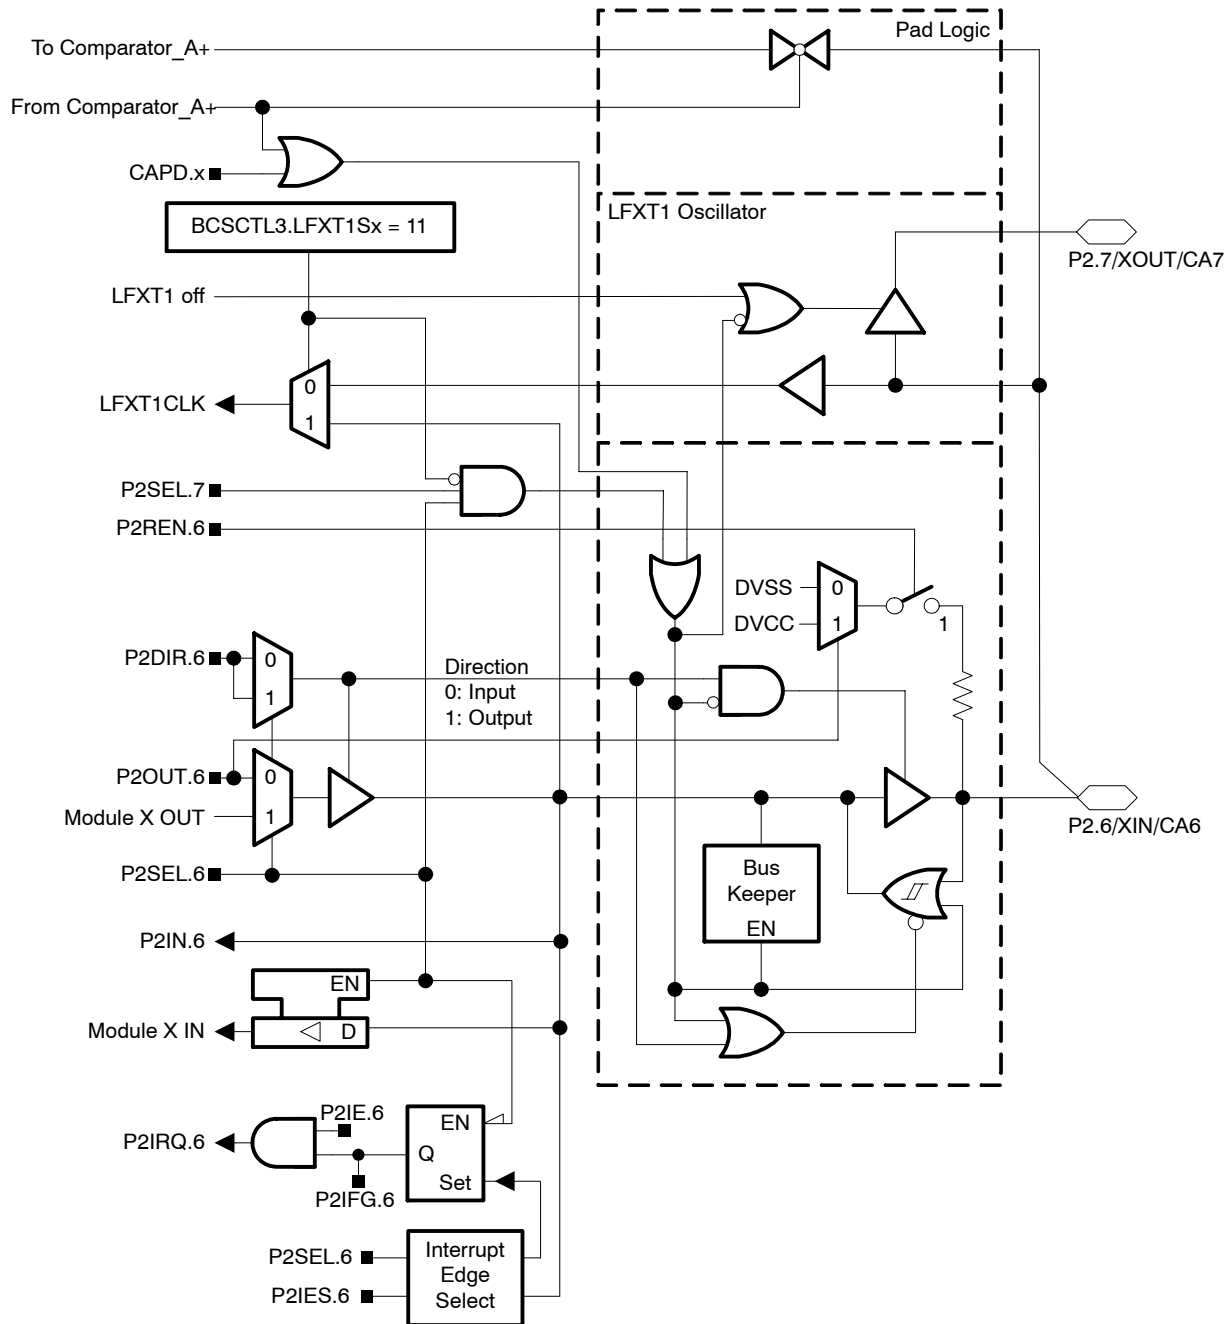 Pad Logic
To Comparator_A+
From Comparator_A+
CAPD.x
BCSCTL3.LFXT1Sx = 11
LFXT1 Oscillator
P2.7/XOUT/CA7
LFXT1 off
0
LFXT1CLK
1
P2SEL.7
P2REN.6
DVSS
0
DVCC
1
1
P2DIR.6
0
1
Direction
0: Input
1: Output
P2OUT.6
0
Module X OUT
1
P2.6/XIN/CA6
P2SEL.6
Bus
Keeper
EN
P2IN.6
EN
Module X IN
D
P2IE.6
EN
P2IRQ.6
Q
Set
P2IFG.6
P2SEL.6
P2IES.6
Interrupt
Edge
Select